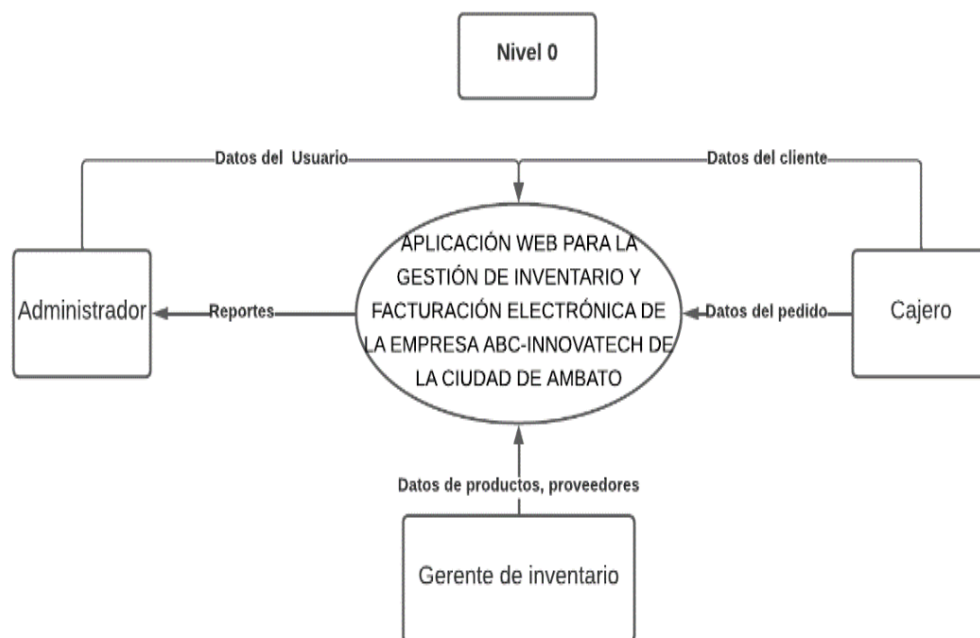 Nivel 0
Datos del Usuario
Datos del cliente
APLICACIÓN WEB PARA LA
GESTIÓN DE INVENTARIO Y
FACTURACIÓN ELECTRÓNICA DE
LA EMPRESA ABC-INNOVATECH DE
LA CIUDAD DE AMBATO
Administrador
Reportes
Datos del pedido
Cajero
Datos de productos, proveedores
Gerente de inventario